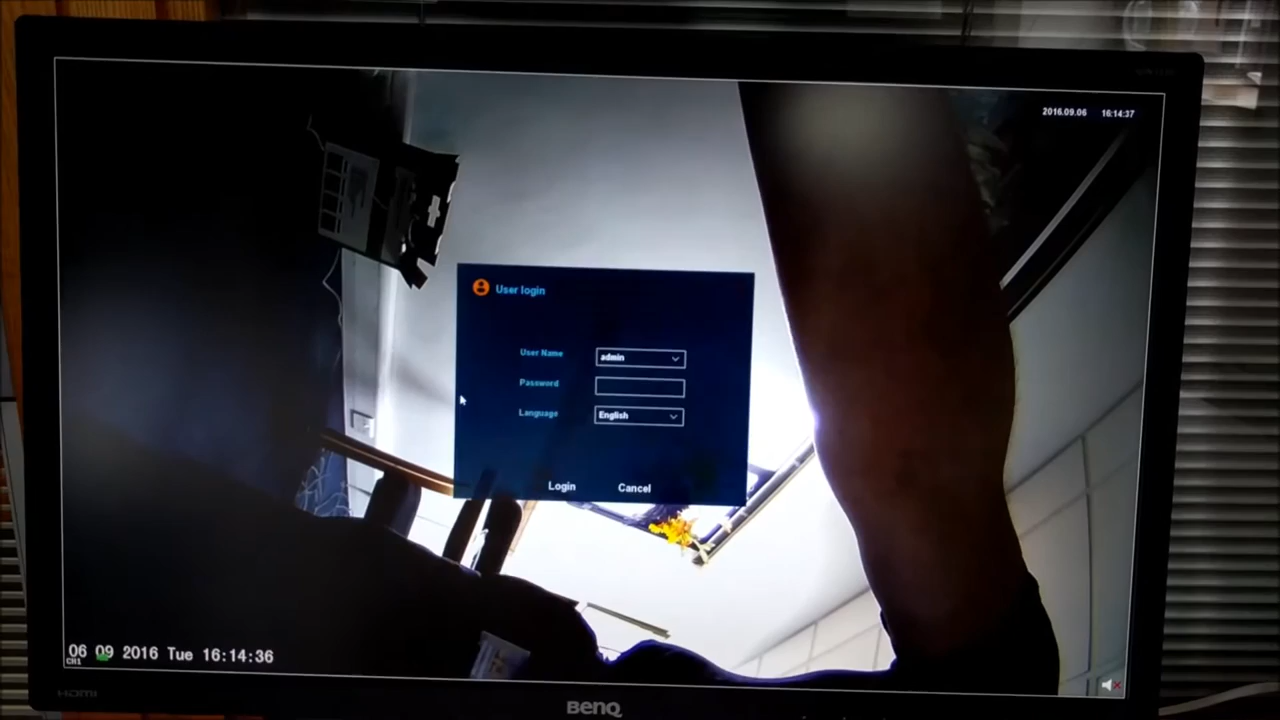 2016.09.06 16:14:37
User login
User Name admin
Password
Language English
Login Cancel
06 09 2016 Tue 16:14:36
CH1
HDMI
BenQ